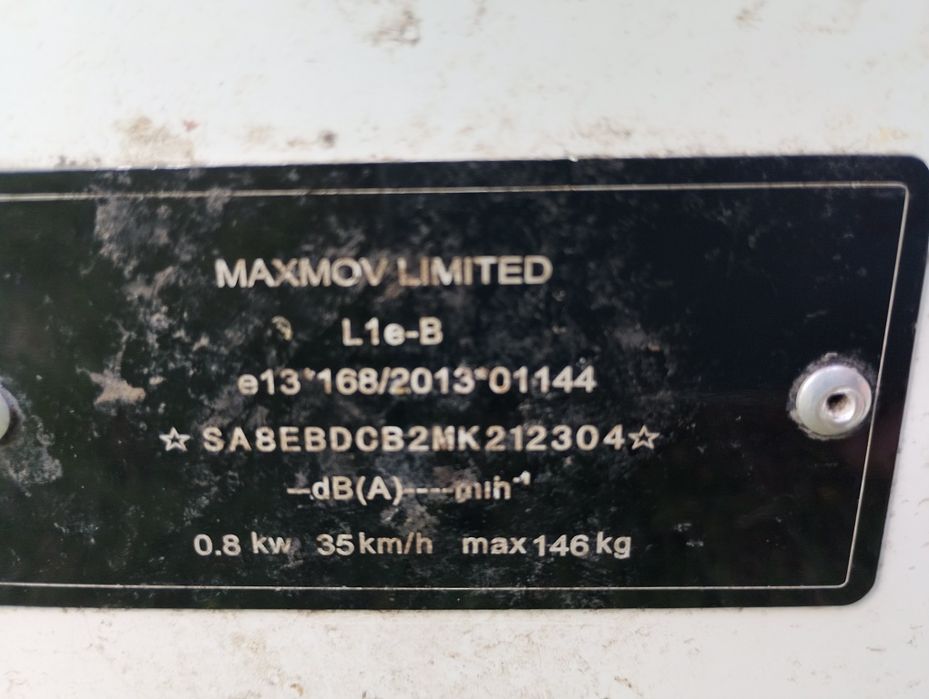 MAXMOV LIMITED
L1e-B
e13*168/2013*01144
☆SA8EBDCB2MK212304☆
—dB(A)----min⁻¹
0.8 kw 35km/h max 146 kg